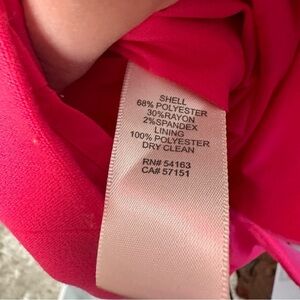 SHELL
68% POLYESTER
30%RAYON
2%SPANDEX
LINING
100% POLYESTER
DRY CLEAN
RN# 54163
CA# 57151